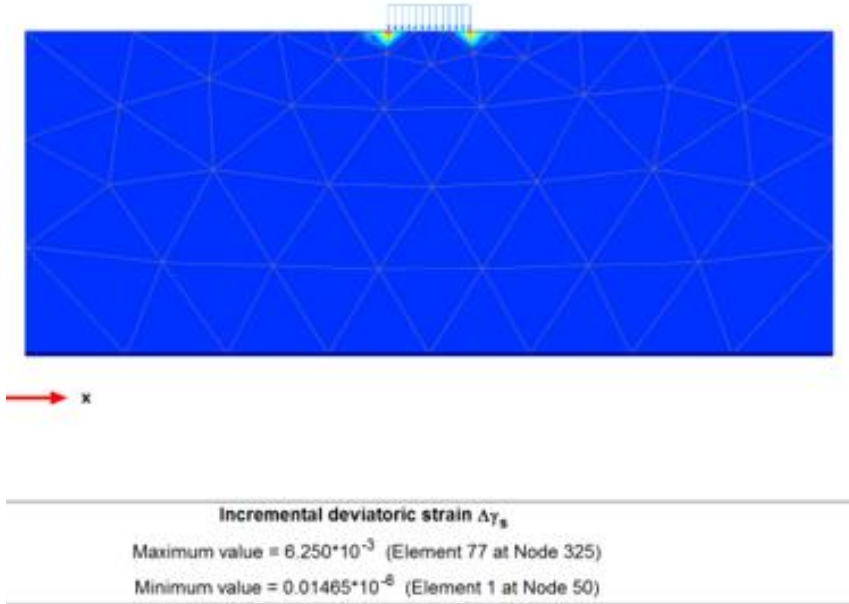 x
Incremental deviatoric strain Δγs
Maximum value = 6.250*10-3 (Element 77 at Node 325)
Minimum value = 0.01465*10-6 (Element 1 at Node 50)